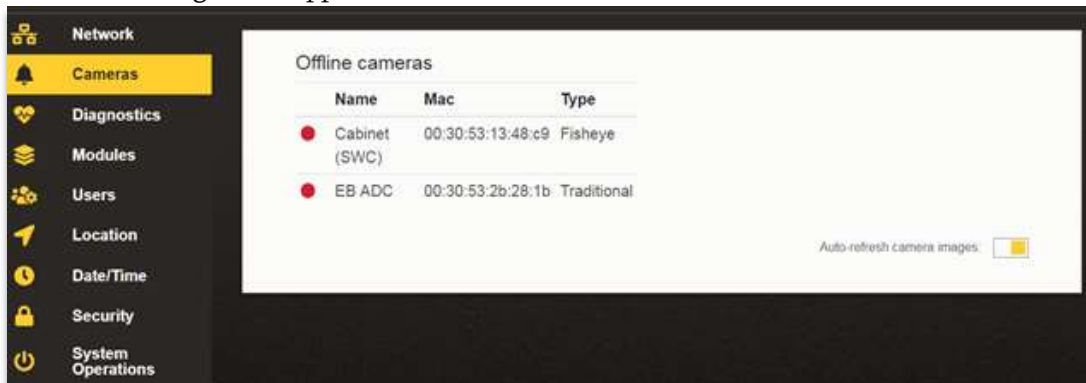 Network
Cameras
Diagnostics
Modules
Users
Location
Date/Time
Security
System
Operations
Offline cameras
Name Mac Type
Cabinet 00:30:53:13:48:c9 Fisheye
(SWC)
EB ADC 00:30:53:2b:28:1b Traditional
Auto-refresh camera images: